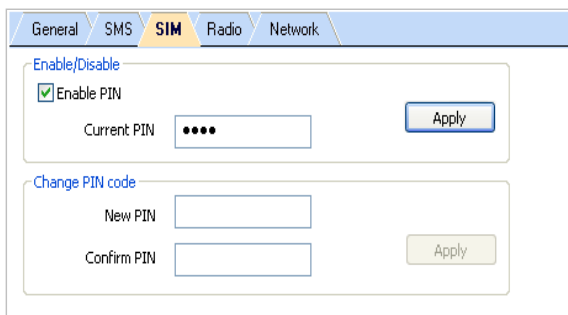 General SMS SIM Radio Network
Enable/Disable
Enable PIN
Current PIN •••• Apply
Change PIN code
New PIN
Confirm PIN Apply